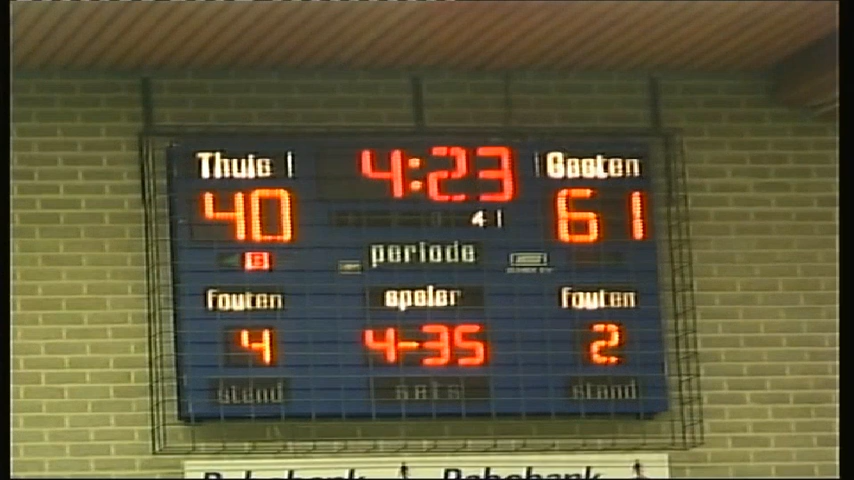 Thuis 4:23 Gasten
40 4 61
periode
fouten speler fouten
4 4-35 2
stand sets stand
Rabobank Rabobank